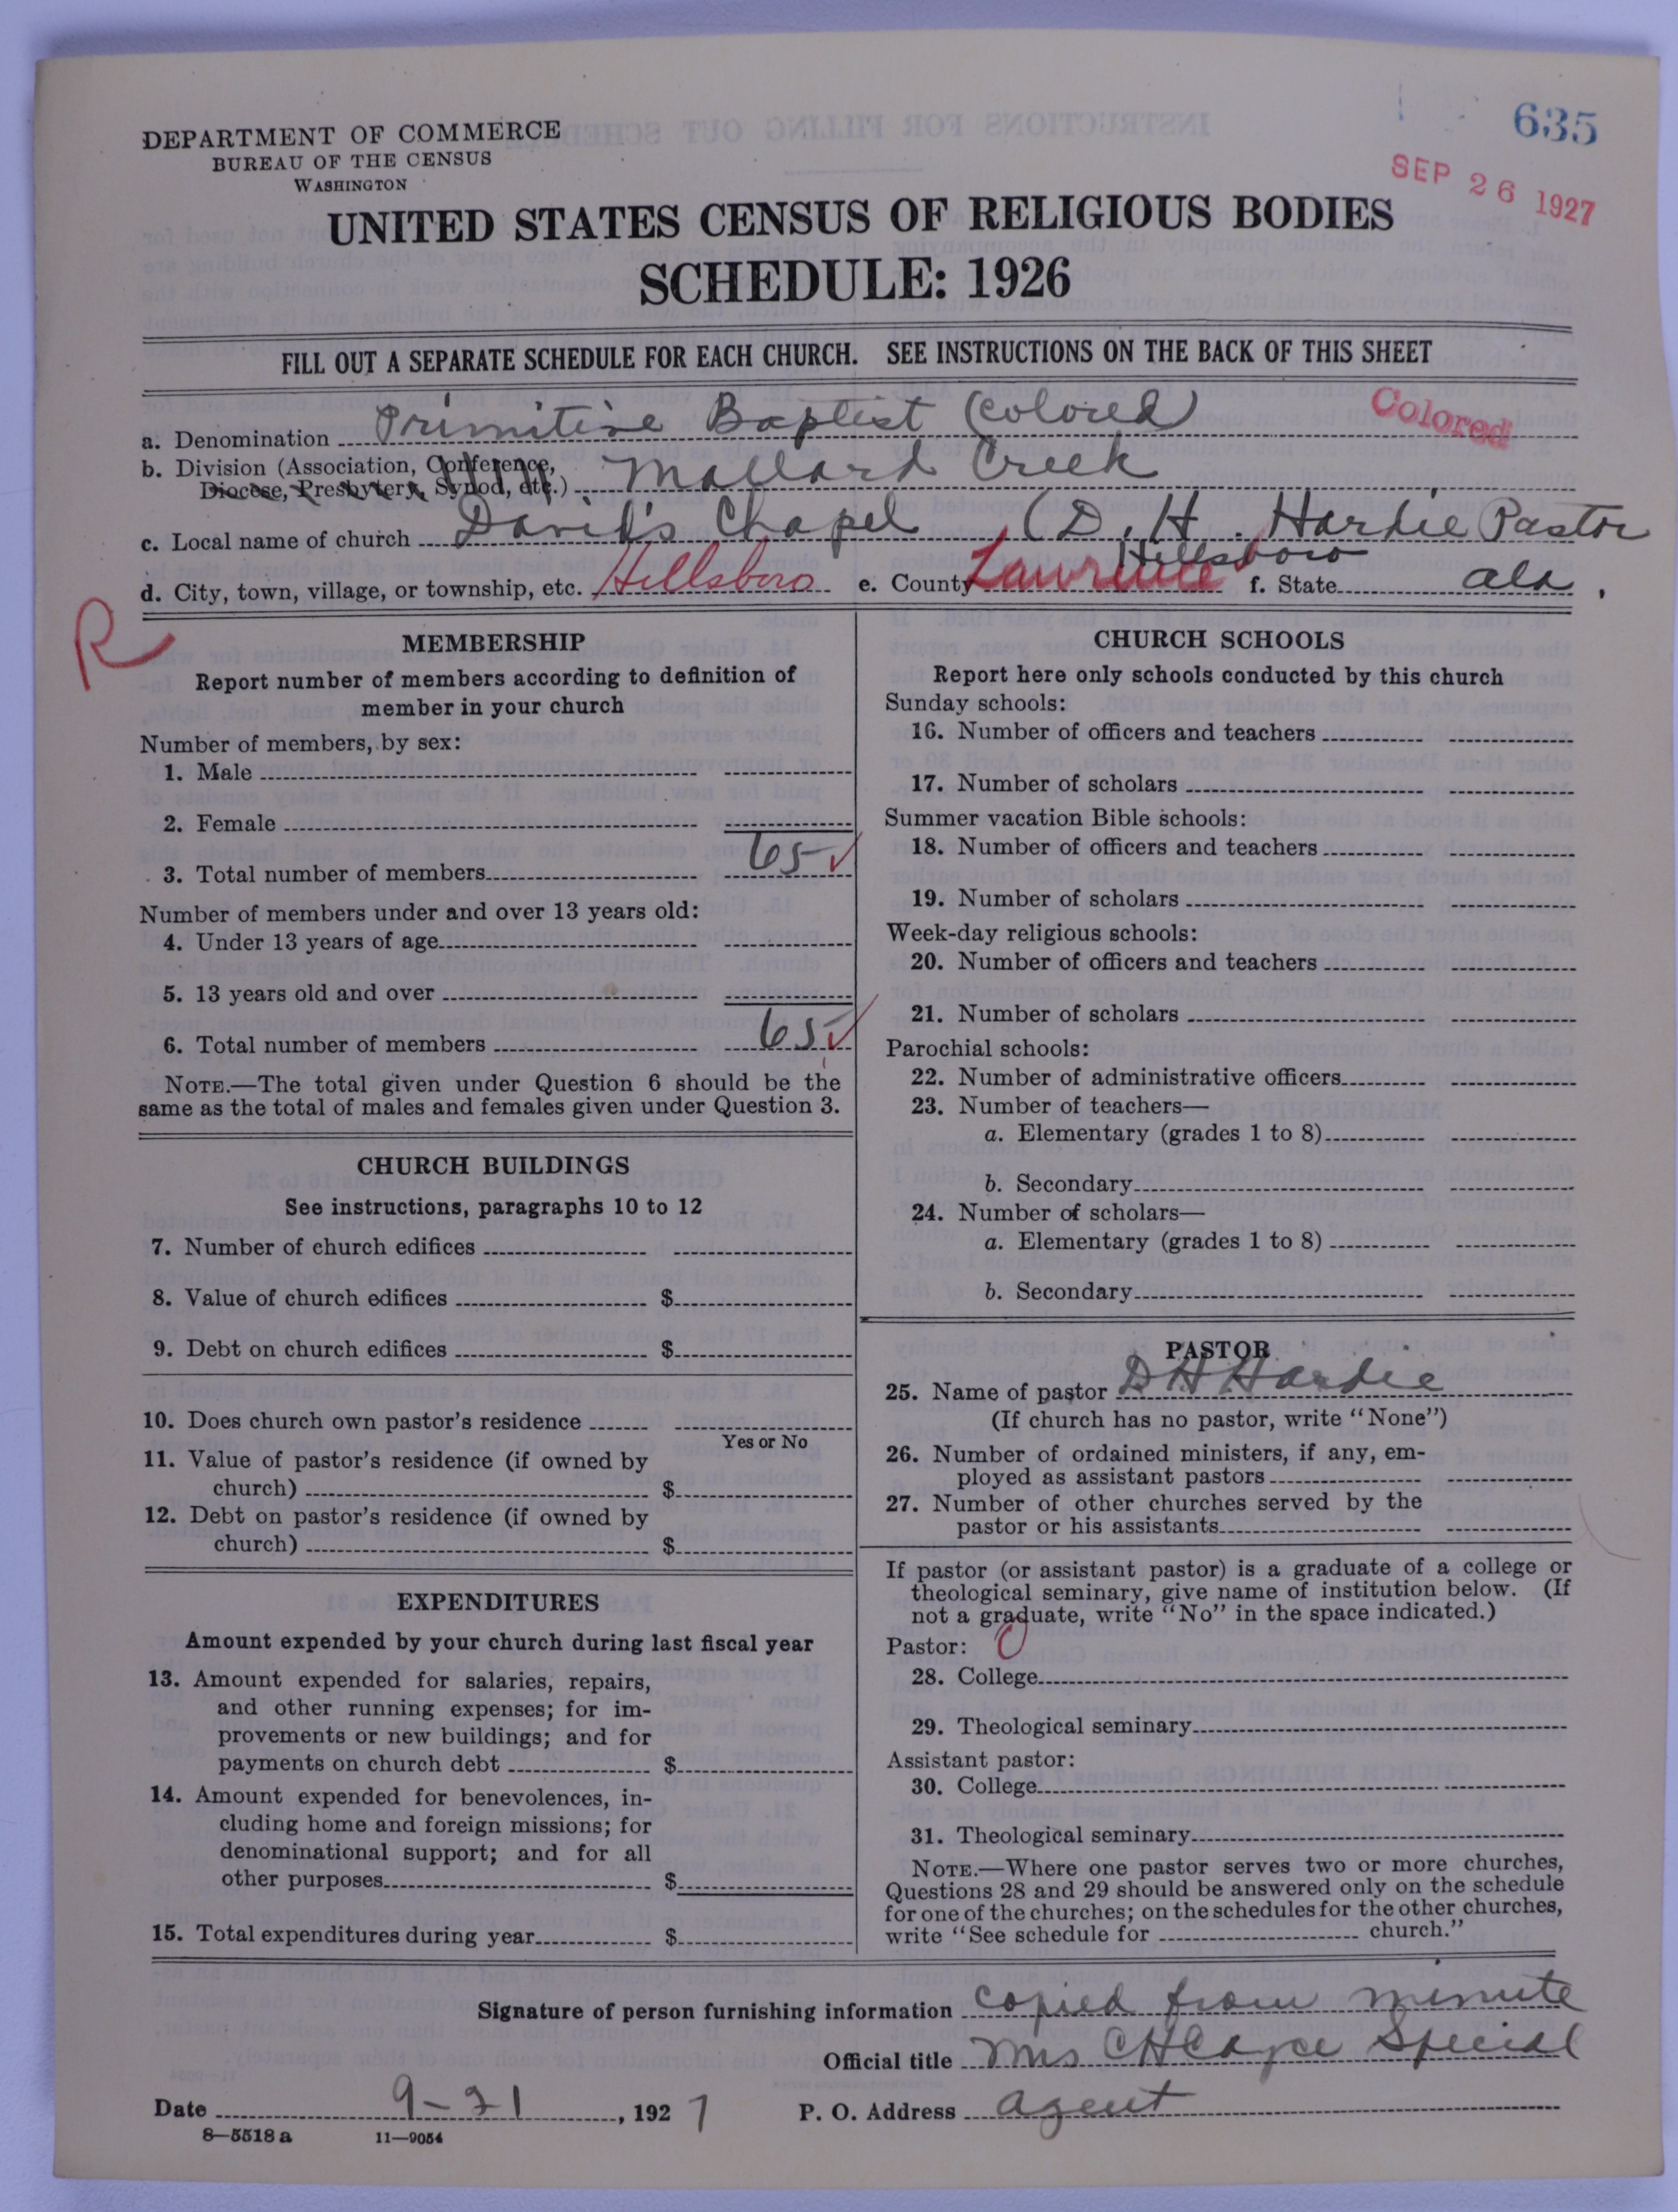 635
SEP 26 1927
DEPARTMENT OF COMMERCE
BUREAU OF THE CENSUS
WASHINGTON
UNITED STATES CENSUS OF RELIGIOUS BODIES
SCHEDULE: 1926
FILL OUT A SEPARATE SCHEDULE FOR EACH CHURCH. SEE INSTRUCTIONS ON THE BACK OF THIS SHEET
a. Denomination Primitive Baptist (Colored) Colored
b. Division (Association, Conference,
Diocese, Presbytery, Synod, etc.) Mallard Creek
c. Local name of church David's Chapel (D. H. Hardie Pastor
Hillsboro
d. City, town, village, or township, etc. Hillsboro e. County Lawrence f. State Ala.
R
MEMBERSHIP
Report number of members according to definition of
member in your church
Number of members, by sex:
1. Male
2. Female
3. Total number of members 65
Number of members under and over 13 years old:
4. Under 13 years of age
5. 13 years old and over
6. Total number of members 65
NOTE.—The total given under Question 6 should be the
same as the total of males and females given under Question 3.
CHURCH BUILDINGS
See instructions, paragraphs 10 to 12
7. Number of church edifices
8. Value of church edifices $
9. Debt on church edifices $
10. Does church own pastor's residence
Yes or No
11. Value of pastor's residence (if owned by
church) $
12. Debt on pastor's residence (if owned by
church) $
EXPENDITURES
Amount expended by your church during last fiscal year
13. Amount expended for salaries, repairs,
and other running expenses; for im-
provements or new buildings; and for
payments on church debt $
14. Amount expended for benevolences, in-
cluding home and foreign missions; for
denominational support; and for all
other purposes $
15. Total expenditures during year $
CHURCH SCHOOLS
Report here only schools conducted by this church
Sunday schools:
16. Number of officers and teachers
17. Number of scholars
Summer vacation Bible schools:
18. Number of officers and teachers
19. Number of scholars
Week-day religious schools:
20. Number of officers and teachers
21. Number of scholars
Parochial schools:
22. Number of administrative officers
23. Number of teachers—
a. Elementary (grades 1 to 8)
b. Secondary
24. Number of scholars—
a. Elementary (grades 1 to 8)
b. Secondary
PASTOR
25. Name of pastor D H Hardie
(If church has no pastor, write "None")
26. Number of ordained ministers, if any, em-
ployed as assistant pastors
27. Number of other churches served by the
pastor or his assistants
If pastor (or assistant pastor) is a graduate of a college or
theological seminary, give name of institution below. (If
not a graduate, write "No" in the space indicated.)
Pastor:
28. College
29. Theological seminary
Assistant pastor:
30. College
31. Theological seminary
NOTE.—Where one pastor serves two or more churches,
Questions 28 and 29 should be answered only on the schedule
for one of the churches; on the schedules for the other churches,
write "See schedule for church."
Signature of person furnishing information copied from minute
Official title Mrs C H Cayce Special
Date 9-21, 1927 P. O. Address agent
8—5518 a 11—9054